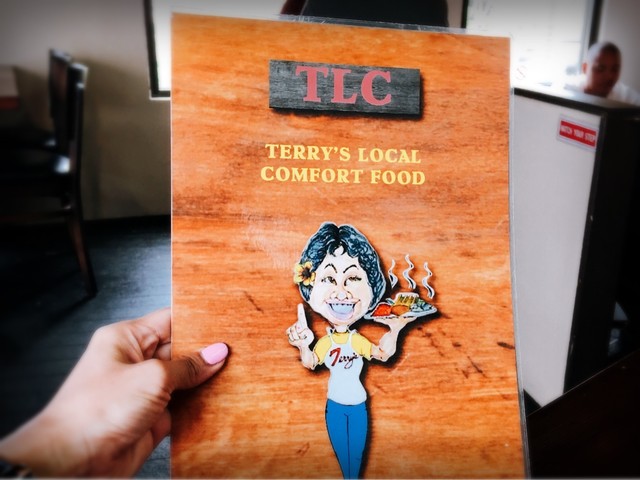 TLC
TERRY'S LOCAL
COMFORT FOOD
Terry's
WATCH YOUR STEP